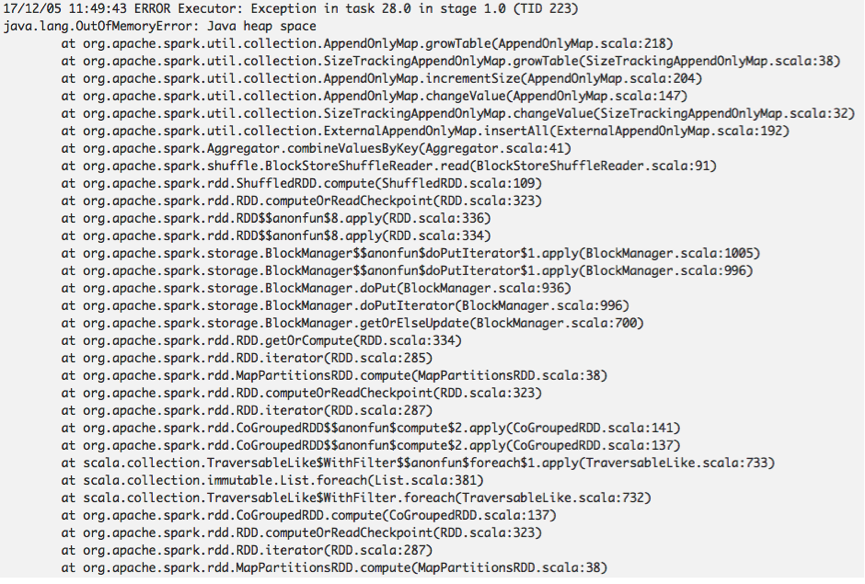 17/12/05 11:49:43 ERROR Executor: Exception in task 28.0 in stage 1.0 (TID 223)
java.lang.OutOfMemoryError: Java heap space
at org.apache.spark.util.collection.AppendOnlyMap.growTable(AppendOnlyMap.scala:218)
at org.apache.spark.util.collection.SizeTrackingAppendOnlyMap.growTable(SizeTrackingAppendOnlyMap.scala:38)
at org.apache.spark.util.collection.AppendOnlyMap.incrementSize(AppendOnlyMap.scala:204)
at org.apache.spark.util.collection.AppendOnlyMap.changeValue(AppendOnlyMap.scala:147)
at org.apache.spark.util.collection.SizeTrackingAppendOnlyMap.changeValue(SizeTrackingAppendOnlyMap.scala:32)
at org.apache.spark.util.collection.ExternalAppendOnlyMap.insertAll(ExternalAppendOnlyMap.scala:192)
at org.apache.spark.Aggregator.combineValuesByKey(Aggregator.scala:41)
at org.apache.spark.shuffle.BlockStoreShuffleReader.read(BlockStoreShuffleReader.scala:91)
at org.apache.spark.rdd.ShuffledRDD.compute(ShuffledRDD.scala:109)
at org.apache.spark.rdd.RDD.computeOrReadCheckpoint(RDD.scala:323)
at org.apache.spark.rdd.RDD$$anonfun$8.apply(RDD.scala:336)
at org.apache.spark.rdd.RDD$$anonfun$8.apply(RDD.scala:334)
at org.apache.spark.storage.BlockManager$$anonfun$doPutIterator$1.apply(BlockManager.scala:1005)
at org.apache.spark.storage.BlockManager$$anonfun$doPutIterator$1.apply(BlockManager.scala:996)
at org.apache.spark.storage.BlockManager.doPut(BlockManager.scala:936)
at org.apache.spark.storage.BlockManager.doPutIterator(BlockManager.scala:996)
at org.apache.spark.storage.BlockManager.getOrElseUpdate(BlockManager.scala:700)
at org.apache.spark.rdd.RDD.getOrCompute(RDD.scala:334)
at org.apache.spark.rdd.RDD.iterator(RDD.scala:285)
at org.apache.spark.rdd.MapPartitionsRDD.compute(MapPartitionsRDD.scala:38)
at org.apache.spark.rdd.RDD.computeOrReadCheckpoint(RDD.scala:323)
at org.apache.spark.rdd.RDD.iterator(RDD.scala:287)
at org.apache.spark.rdd.CoGroupedRDD$$anonfun$compute$2.apply(CoGroupedRDD.scala:141)
at org.apache.spark.rdd.CoGroupedRDD$$anonfun$compute$2.apply(CoGroupedRDD.scala:137)
at scala.collection.TraversableLike$WithFilter$$anonfun$foreach$1.apply(TraversableLike.scala:733)
at scala.collection.immutable.List.foreach(List.scala:381)
at scala.collection.TraversableLike$WithFilter.foreach(TraversableLike.scala:732)
at org.apache.spark.rdd.CoGroupedRDD.compute(CoGroupedRDD.scala:137)
at org.apache.spark.rdd.RDD.computeOrReadCheckpoint(RDD.scala:323)
at org.apache.spark.rdd.RDD.iterator(RDD.scala:287)
at org.apache.spark.rdd.MapPartitionsRDD.compute(MapPartitionsRDD.scala:38)